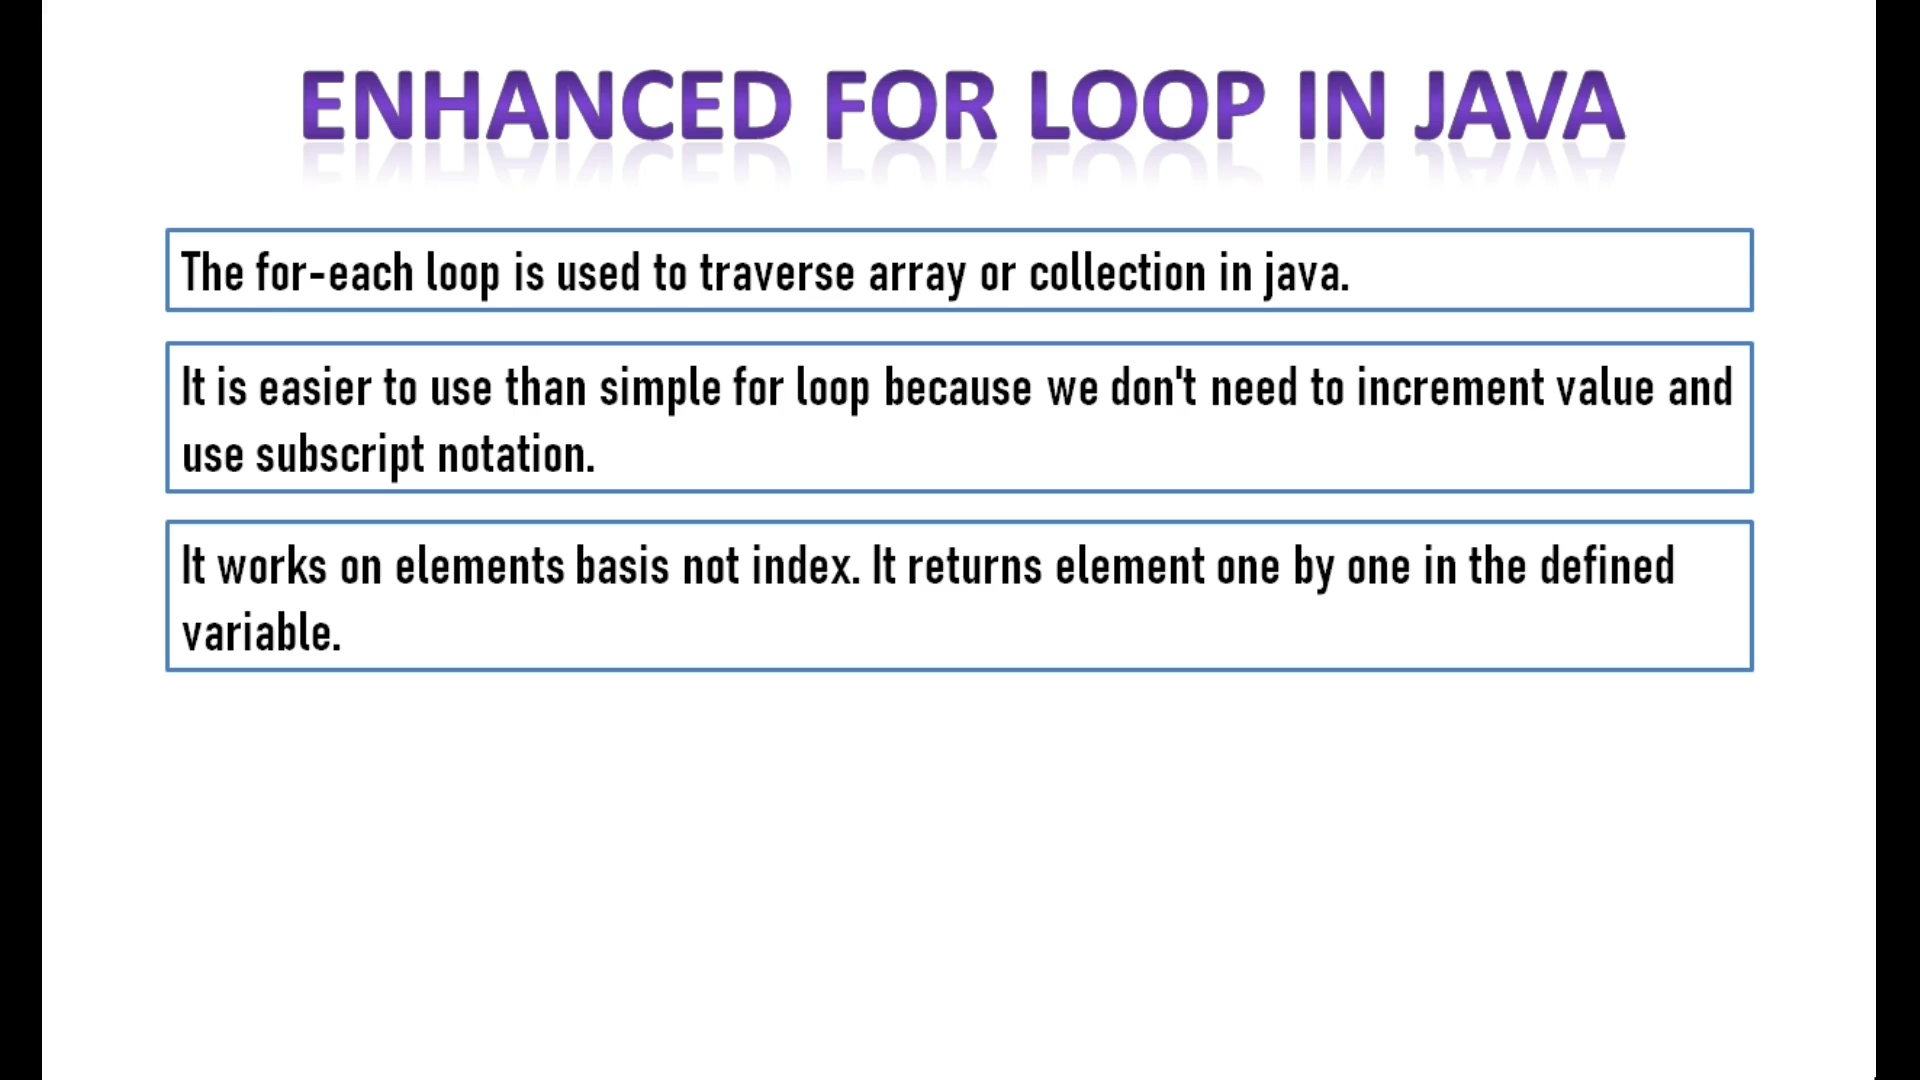 ENHANCED FOR LOOP IN JAVA
The for-each loop is used to traverse array or collection in java.
It is easier to use than simple for loop because we don't need to increment value and
use subscript notation.
It works on elements basis not index. It returns element one by one in the defined
variable.